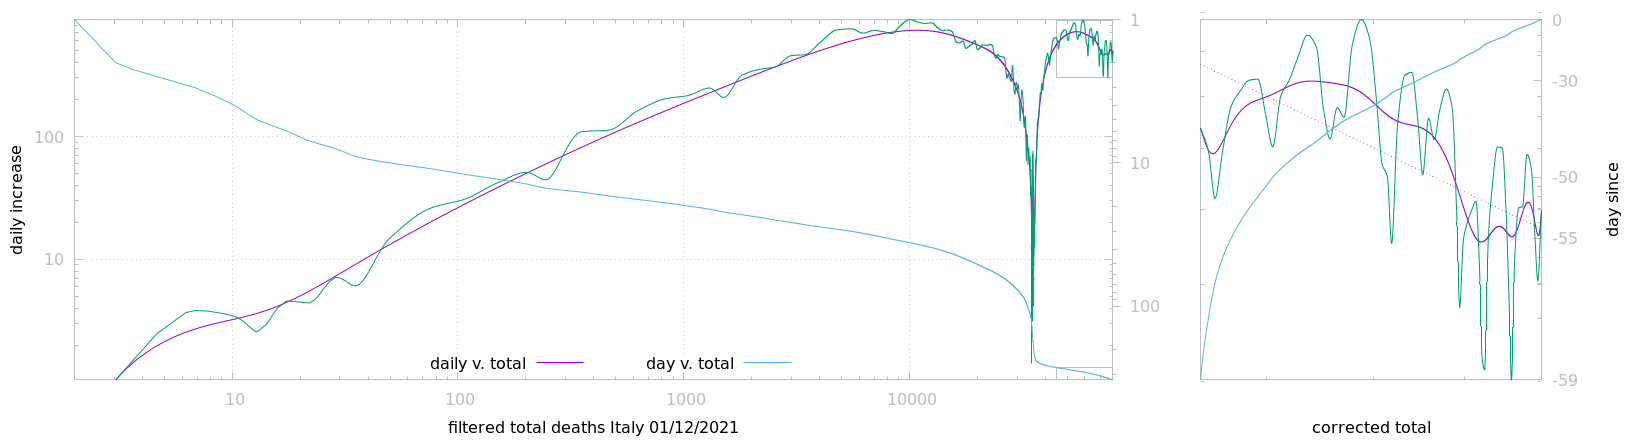 daily increase
100
10
daily v. total
day v. total
10
100
1000
10000
filtered total deaths Italy 01/12/2021
1
10
100
0
-30
-50
-55
-59
day since
corrected total